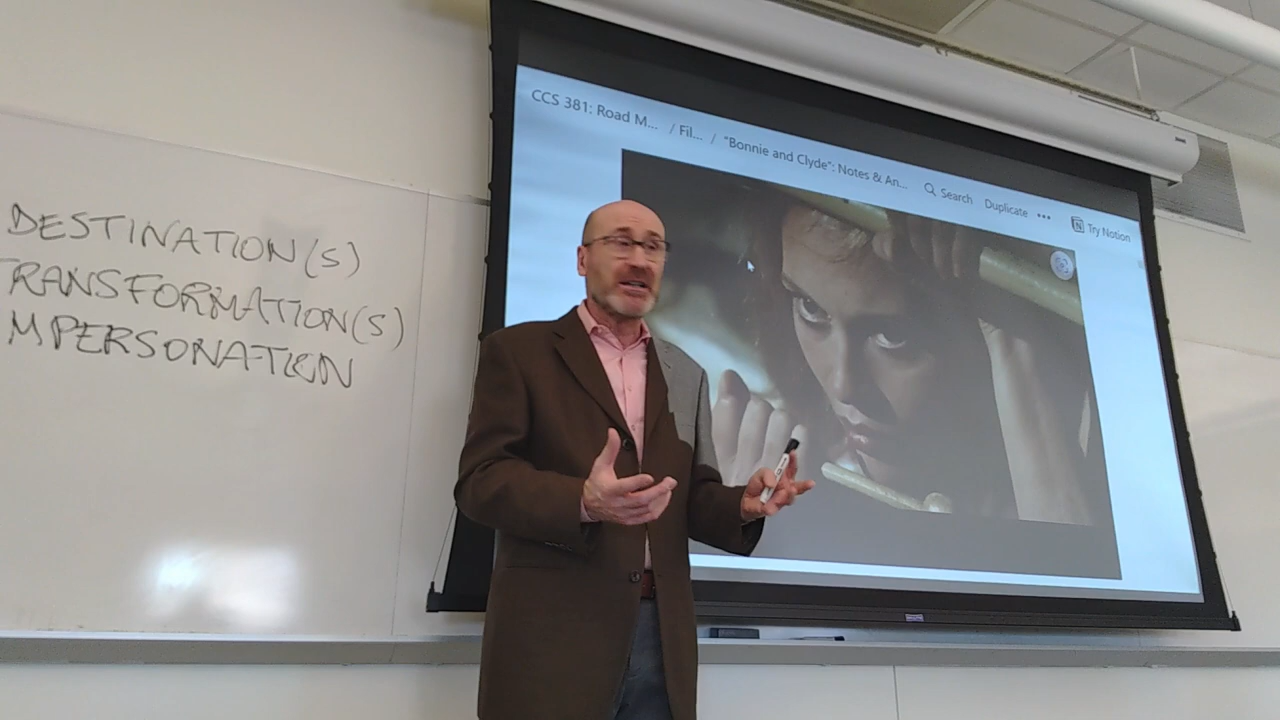 DESTINATION(S)
TRANSFORMATION(S)
MPERSONATION
CCS 381: Road M... / Fil... / "Bonnie and Clyde": Notes & An...
Search
Duplicate
Try Notion